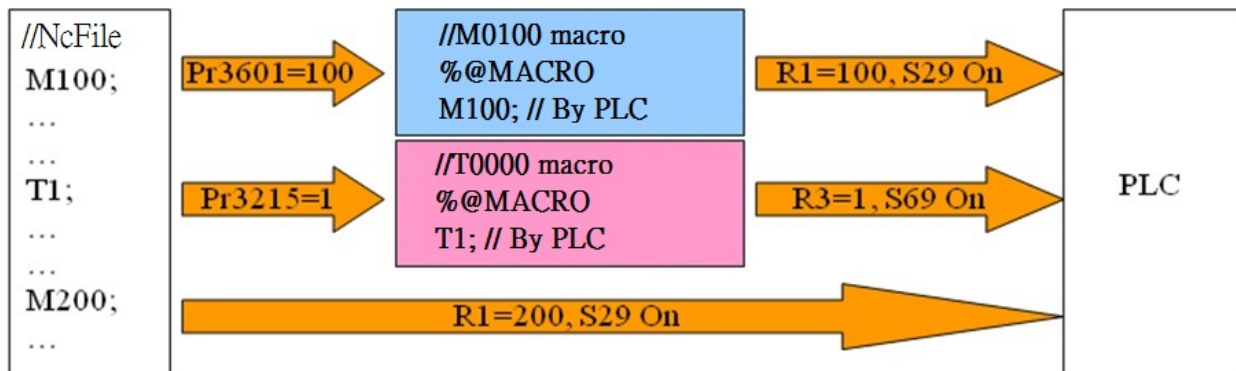 //NcFile
M100;
...
...
T1;
...
...
M200;
...
Pr3601=100
//M0100 macro
%@MACRO
M100; // By PLC
R1=100, S29 On
Pr3215=1
//T0000 macro
%@MACRO
T1; // By PLC
R3=1, S69 On
R1=200, S29 On
PLC